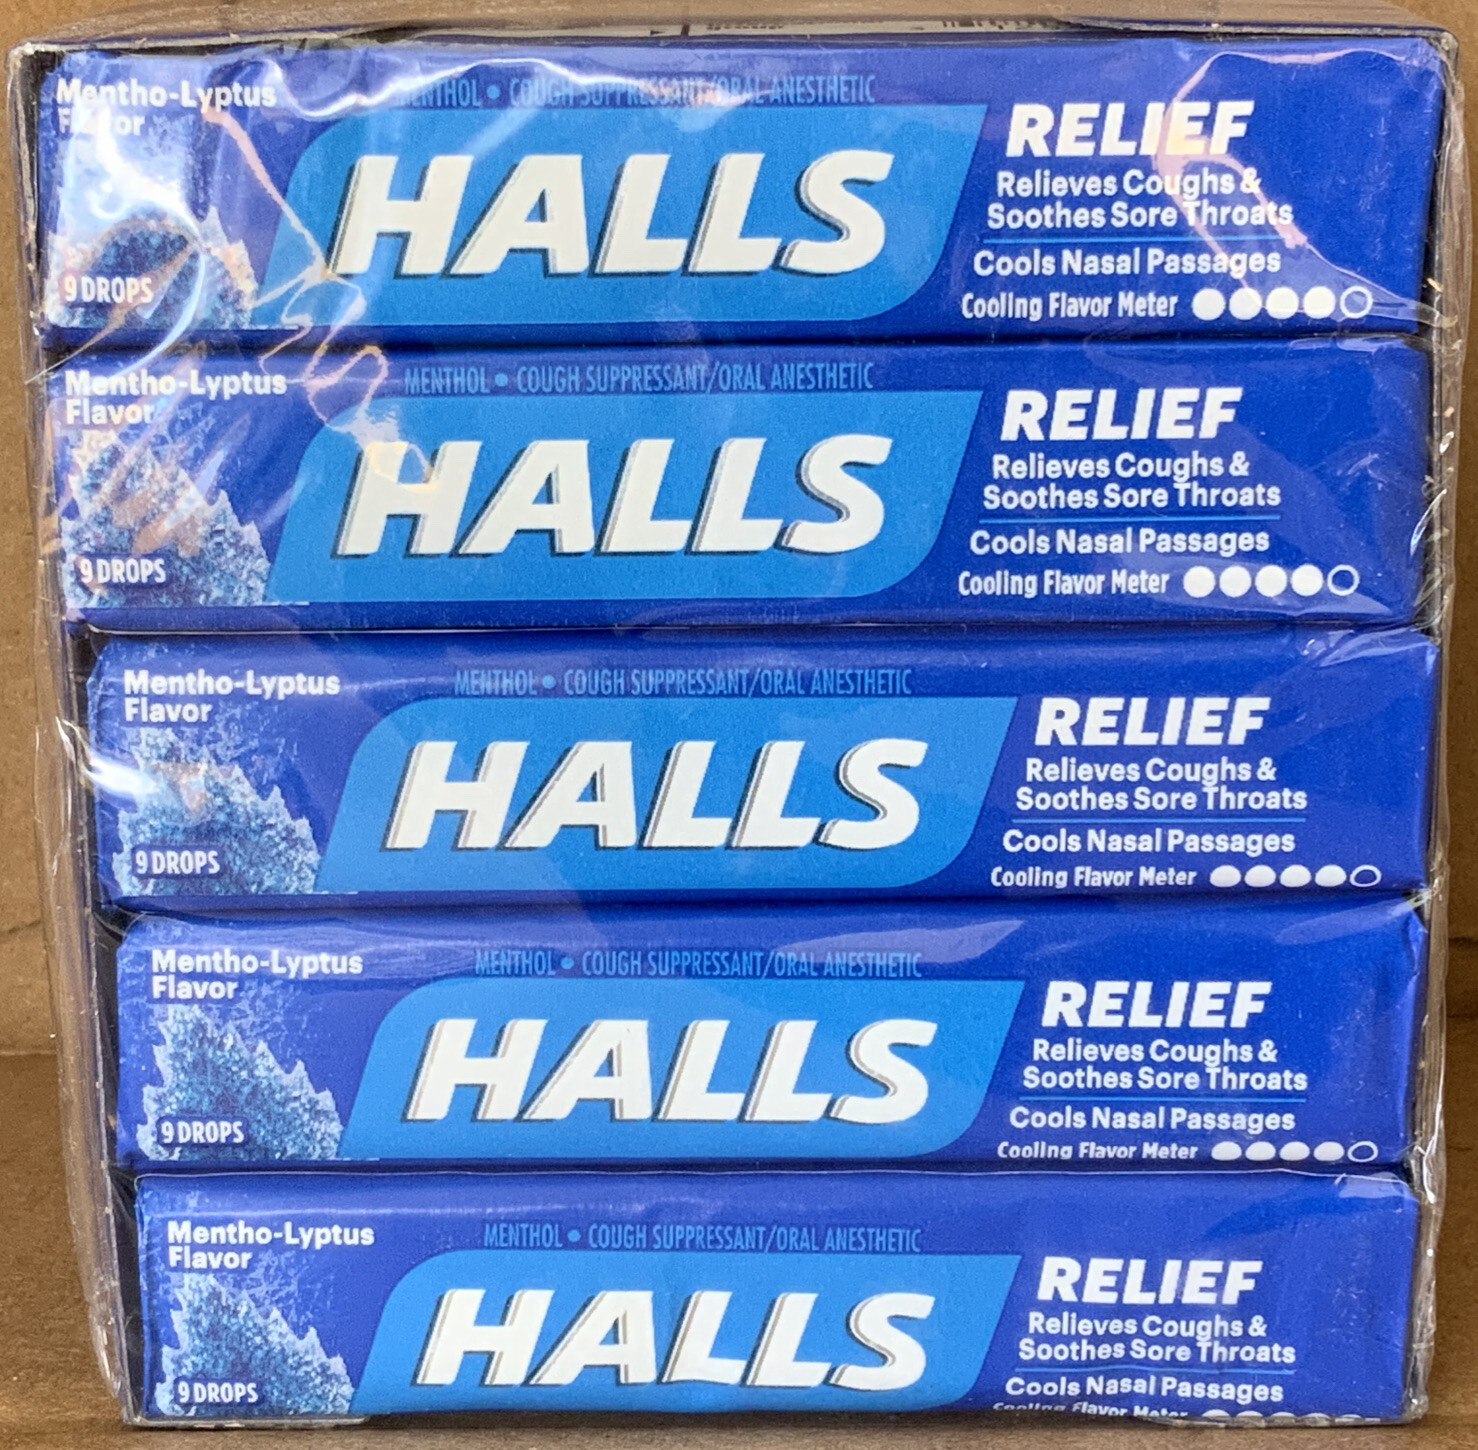 Mentho-Lyptus
Flavor
9 DROPS
MENTHOL • COUGH SUPPRESSANT/ORAL ANESTHETIC
HALLS
RELIEF
Relieves Coughs &
Soothes Sore Throats
Cools Nasal Passages
Cooling Flavor Meter
Mentho-Lyptus
Flavor
9 DROPS
MENTHOL • COUGH SUPPRESSANT/ORAL ANESTHETIC
HALLS
RELIEF
Relieves Coughs &
Soothes Sore Throats
Cools Nasal Passages
Cooling Flavor Meter
Mentho-Lyptus
Flavor
9 DROPS
MENTHOL • COUGH SUPPRESSANT/ORAL ANESTHETIC
HALLS
RELIEF
Relieves Coughs &
Soothes Sore Throats
Cools Nasal Passages
Cooling Flavor Meter
Mentho-Lyptus
Flavor
9 DROPS
MENTHOL • COUGH SUPPRESSANT/ORAL ANESTHETIC
HALLS
RELIEF
Relieves Coughs &
Soothes Sore Throats
Cools Nasal Passages
Cooling Flavor Meter
Mentho-Lyptus
Flavor
9 DROPS
MENTHOL • COUGH SUPPRESSANT/ORAL ANESTHETIC
HALLS
RELIEF
Relieves Coughs &
Soothes Sore Throats
Cools Nasal Passages
Cooling Flavor Meter